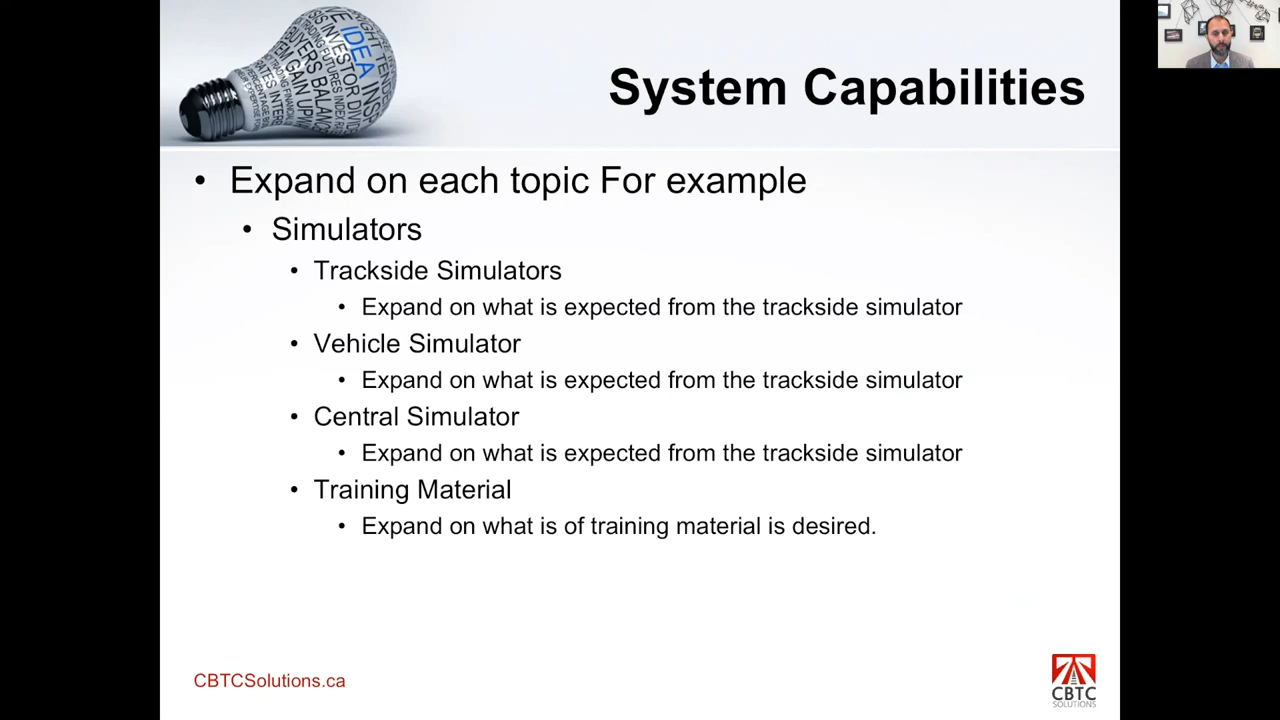 IDEA
System Capabilities
• Expand on each topic For example
• Simulators
• Trackside Simulators
• Expand on what is expected from the trackside simulator
• Vehicle Simulator
• Expand on what is expected from the trackside simulator
• Central Simulator
• Expand on what is expected from the trackside simulator
• Training Material
• Expand on what is of training material is desired.
CBTCSolutions.ca
CBTC
SOLUTIONS